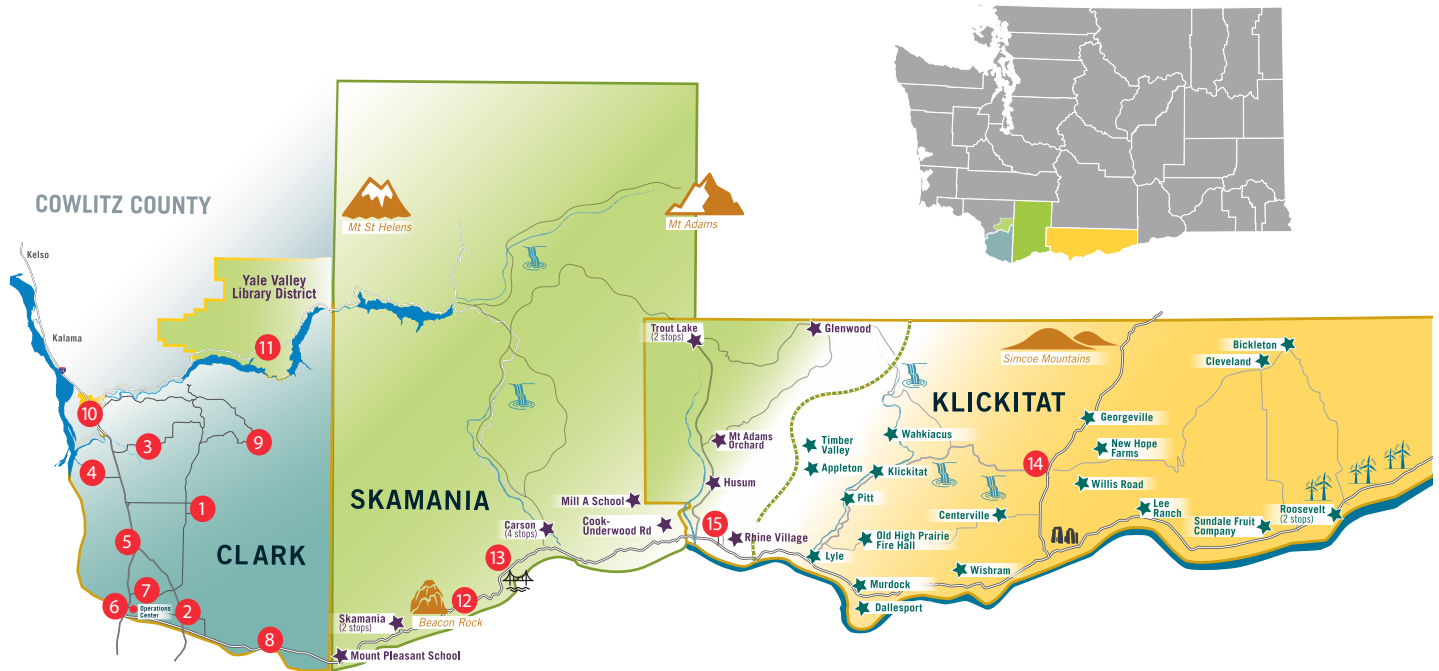 COWLITZ COUNTY
Kelso
Kalama
Yale Valley
Library District
Mt St Helens
Mt Adams
11
10
3
9
4
1
5
CLARK
7
6
Operations
Center
2
8
SKAMANIA
Mill A School
Carson
(4 stops)
Cook-
Underwood Rd
13
12
Beacon Rock
Skamania
(2 stops)
Mount Pleasant School
Trout Lake
(2 stops)
Glenwood
Mt Adams
Orchard
Husum
15
Rhine Village
Simcoe Mountains
KLICKITAT
Timber
Valley
Appleton
Wahkiacus
Klickitat
Pitt
Centerville
Old High Prairie
Fire Hall
Lyle
Wishram
Murdock
Dallesport
14
Bickleton
Cleveland
Georgeville
New Hope
Farms
Willis Road
Lee
Ranch
Sundale Fruit
Company
Roosevelt
(2 stops)